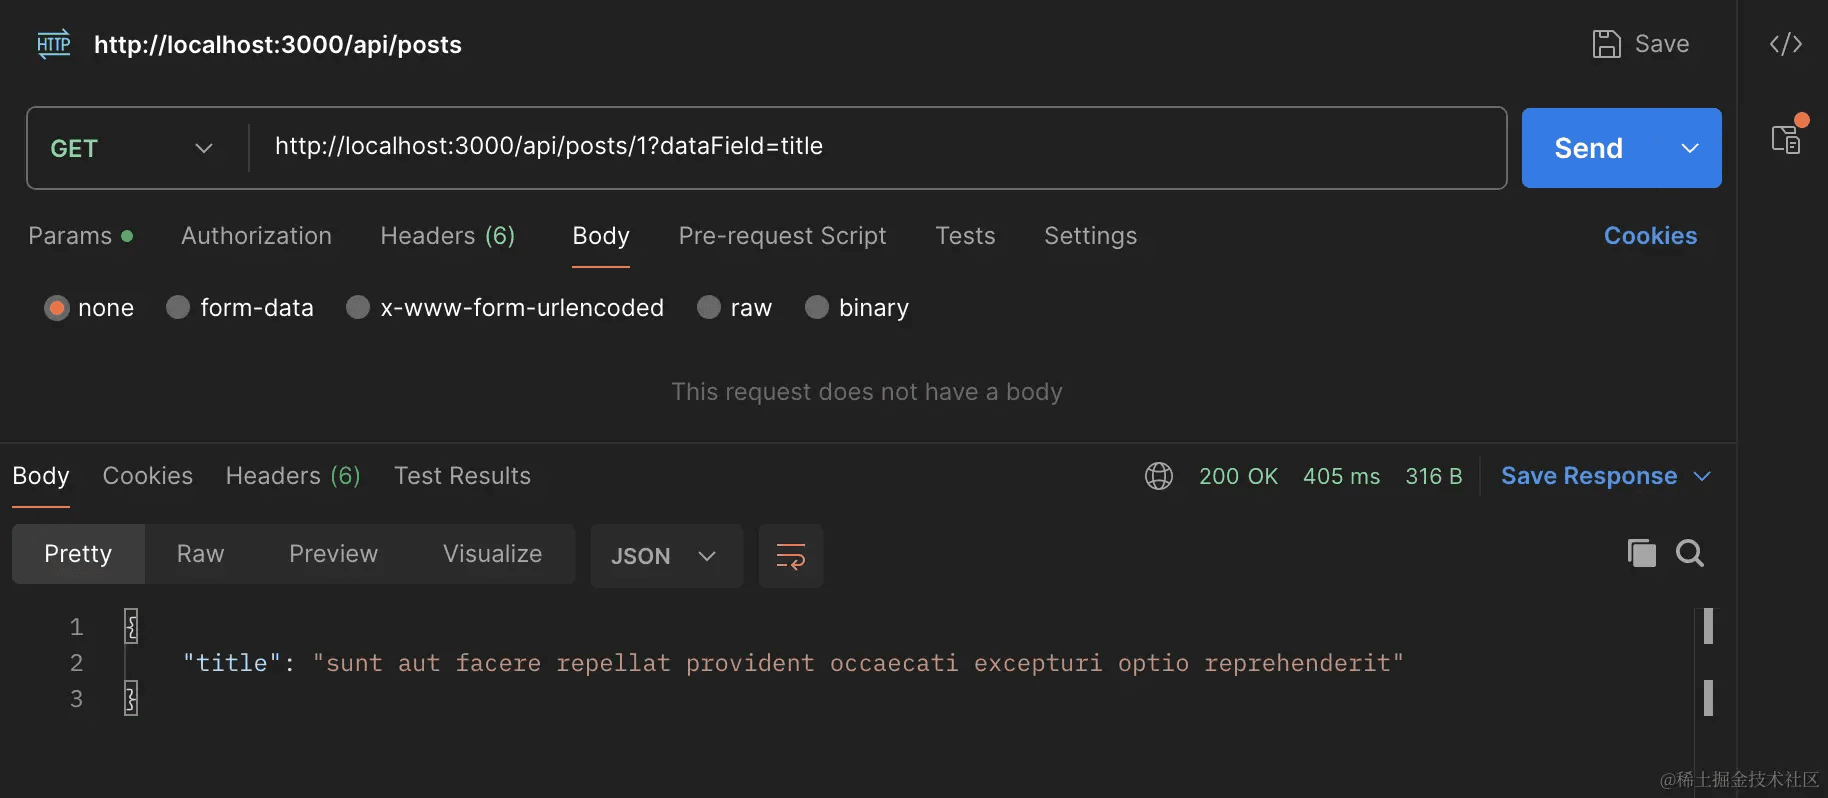 HTTP http://localhost:3000/api/posts Save
GET http://localhost:3000/api/posts/1?dataField=title Send
Params Authorization Headers (6) Body Pre-request Script Tests Settings Cookies
none form-data x-www-form-urlencoded raw binary
This request does not have a body
Body Cookies Headers (6) Test Results 200 OK 405 ms 316 B Save Response
Pretty Raw Preview Visualize JSON
1 {
2 "title": "sunt aut facere repellat provident occaecati excepturi optio reprehenderit"
3 }
@稀土掘金技术社区